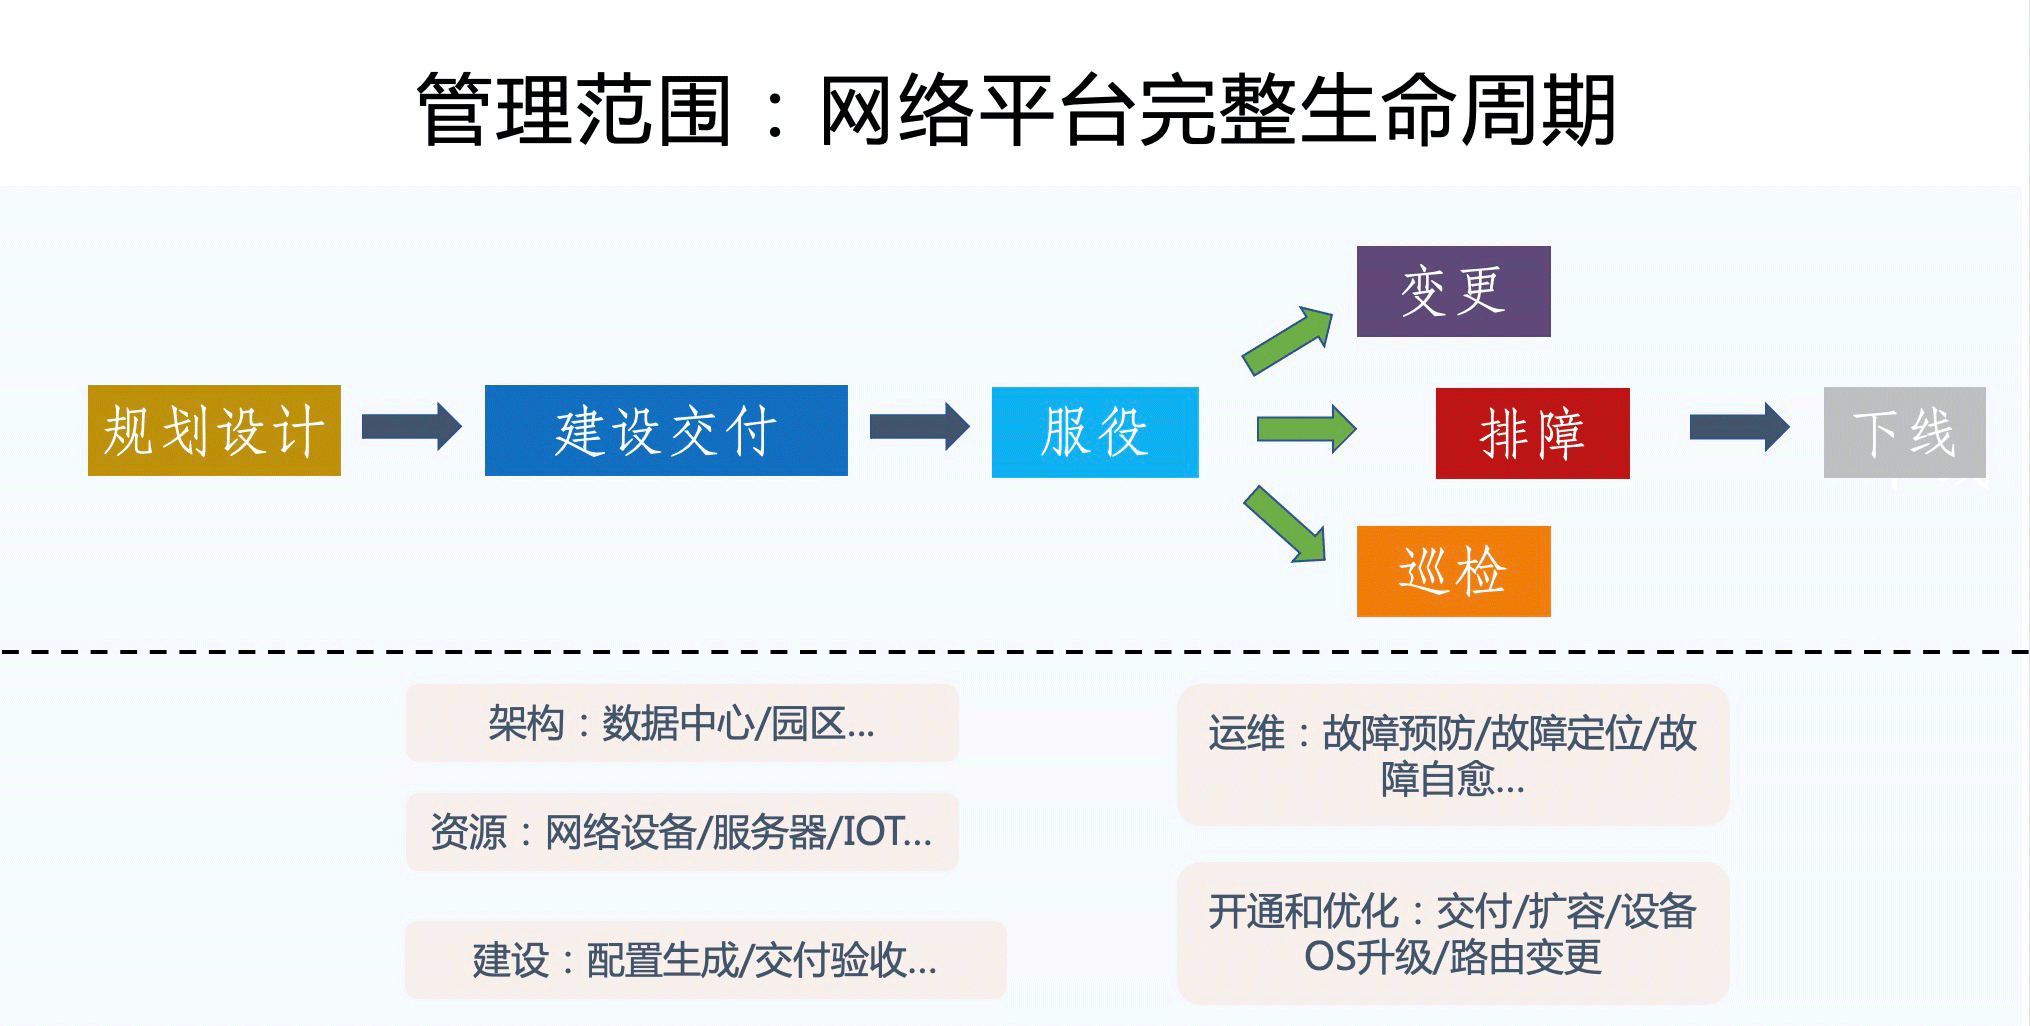 管理范围：网络平台完整生命周期
变更
规划设计
建设交付
服役
排障
下线
巡检
架构：数据中心/园区...
资源：网络设备/服务器/IOT...
建设：配置生成/交付验收...
运维：故障预防/故障定位/故
障自愈...
开通和优化：交付/扩容/设备
OS升级/路由变更